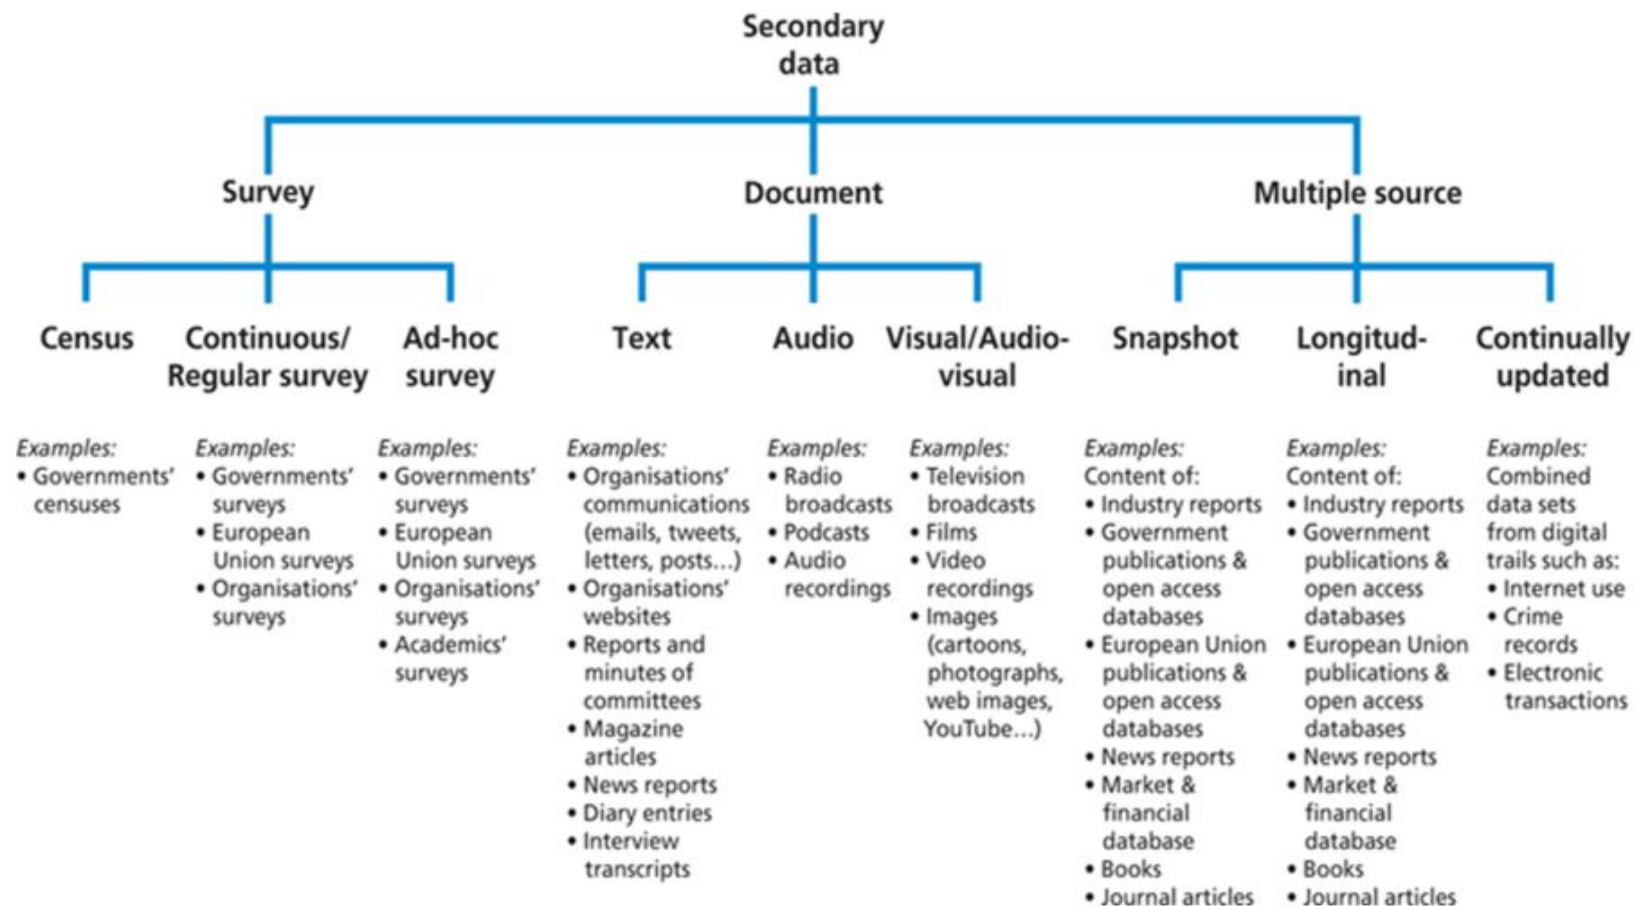 Secondary
data
Survey
Document
Multiple source
Census
Continuous/
Regular survey
Ad-hoc
survey
Text
Audio
Visual/Audio-
visual
Snapshot
Longitud-
inal
Continually
updated
Examples:
• Governments’
censuses
Examples:
• Governments’
surveys
• European
Union surveys
• Organisations’
surveys
Examples:
• Governments’
surveys
• European
Union surveys
• Organisations’
surveys
• Academics’
surveys
Examples:
• Organisations’
communications
(emails, tweets,
letters, posts...)
• Organisations’
websites
• Reports and
minutes of
committees
• Magazine
articles
• News reports
• Diary entries
• Interview
transcripts
Examples:
• Radio
broadcasts
• Podcasts
• Audio
recordings
Examples:
• Television
broadcasts
• Films
• Video
recordings
• Images
(cartoons,
photographs,
web images,
YouTube...)
Examples:
Content of:
• Industry reports
• Government
publications &
open access
databases
• European Union
publications &
open access
databases
• News reports
• Market &
financial
database
• Books
• Journal articles
Examples:
Content of:
• Industry reports
• Government
publications &
open access
databases
• European Union
publications &
open access
databases
• News reports
• Market &
financial
database
• Books
• Journal articles
Examples:
Combined
data sets
from digital
trails such as:
• Internet use
• Crime
records
• Electronic
transactions